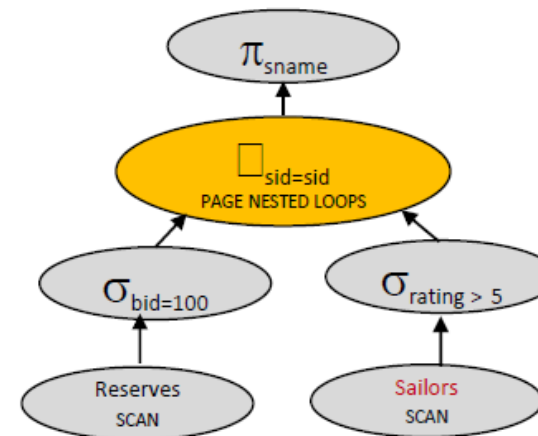 π sname
□ sid=sid
PAGE NESTED LOOPS
σ bid=100
σ rating > 5
Reserves
SCAN
Sailors
SCAN